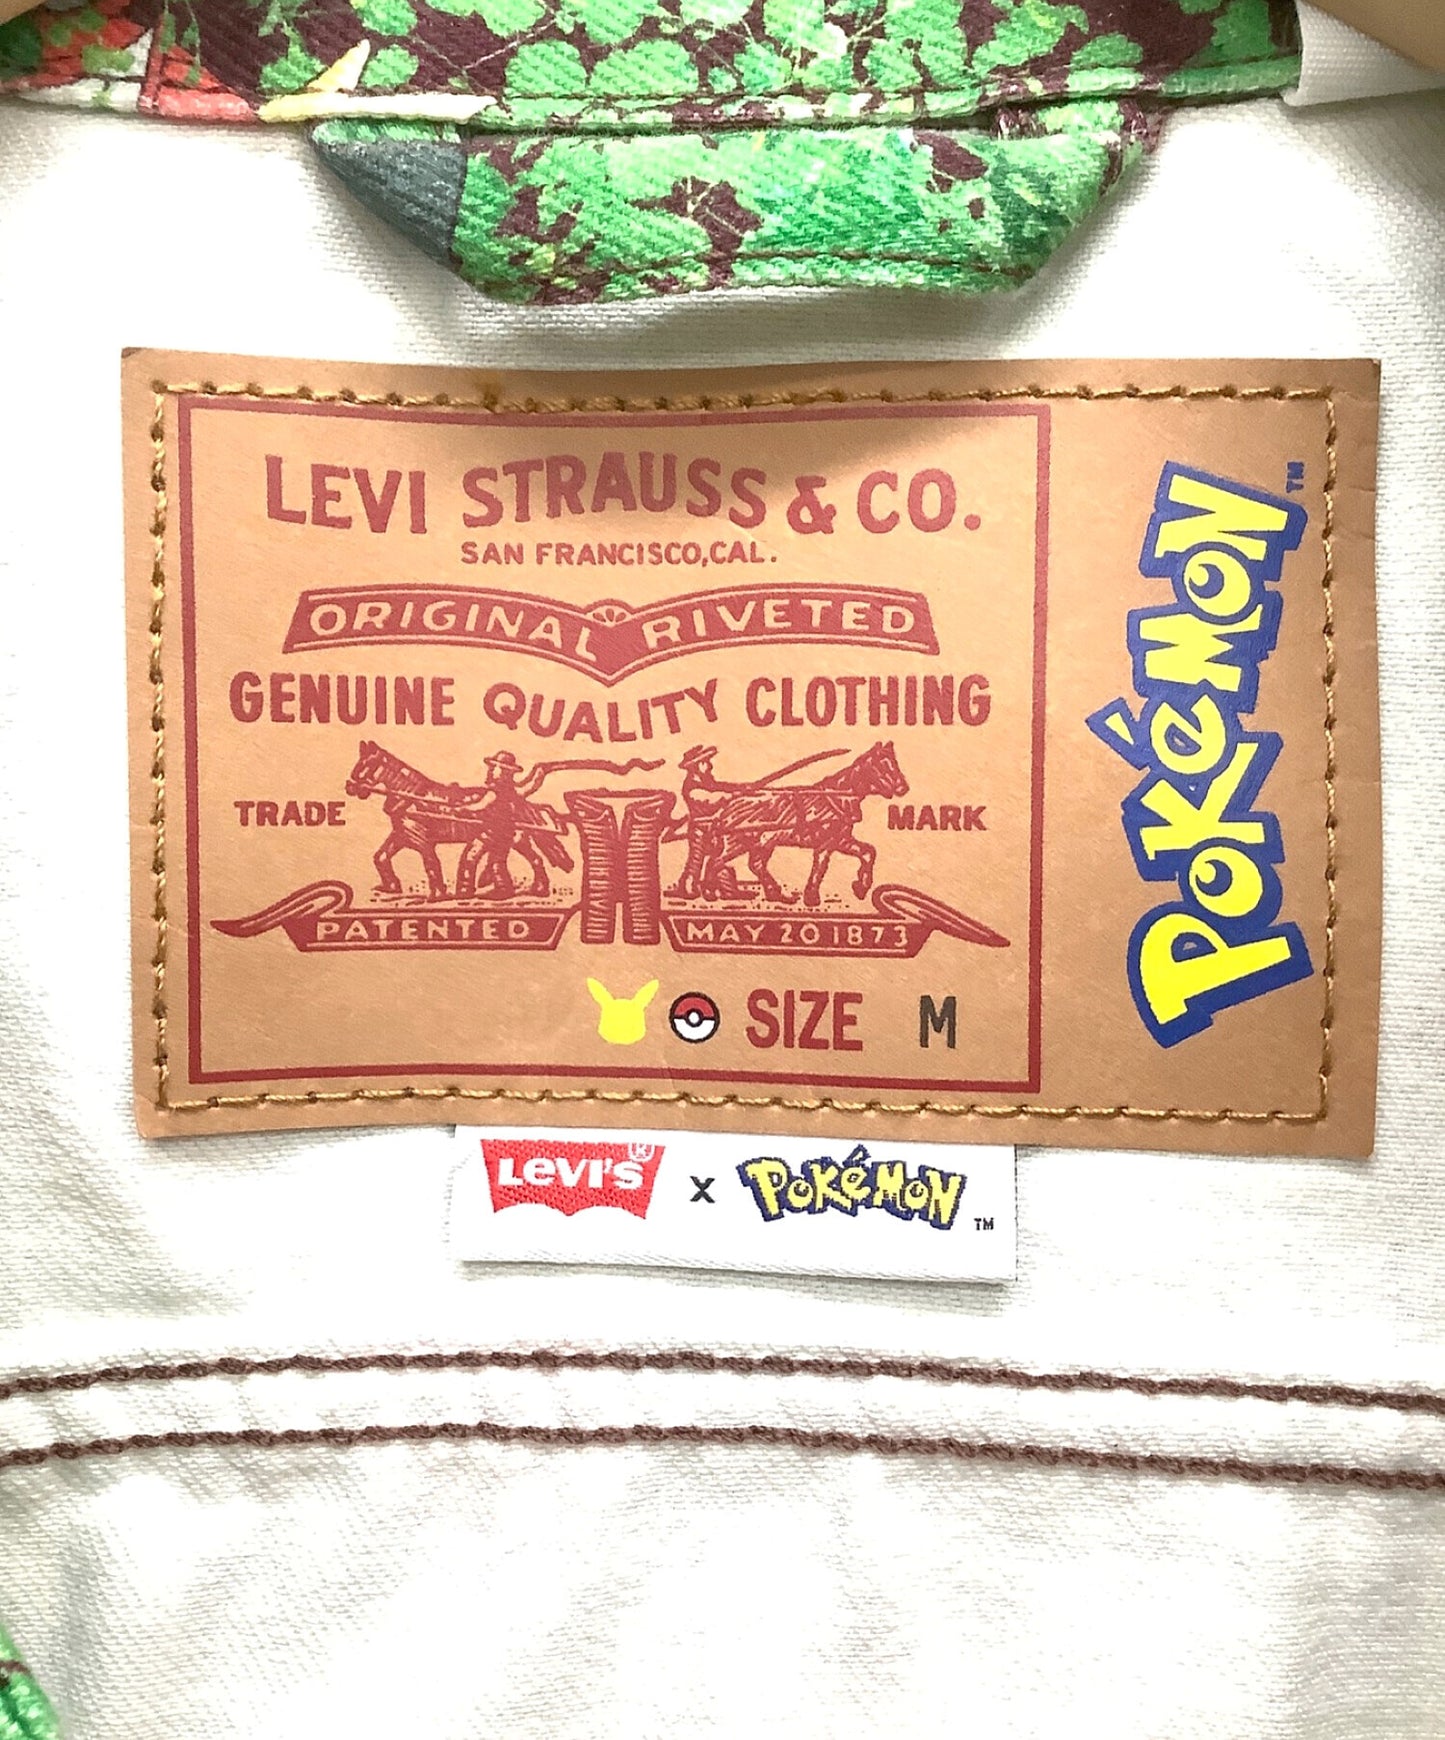 LEVI STRAUSS & CO.
SAN FRANCISCO, CAL.
ORIGINAL RIVETED
GENUINE QUALITY CLOTHING
TRADE MARK
PATENTED MAY 20 1873
SIZE M
POKéMON™
LEVI'S® x POKéMON™